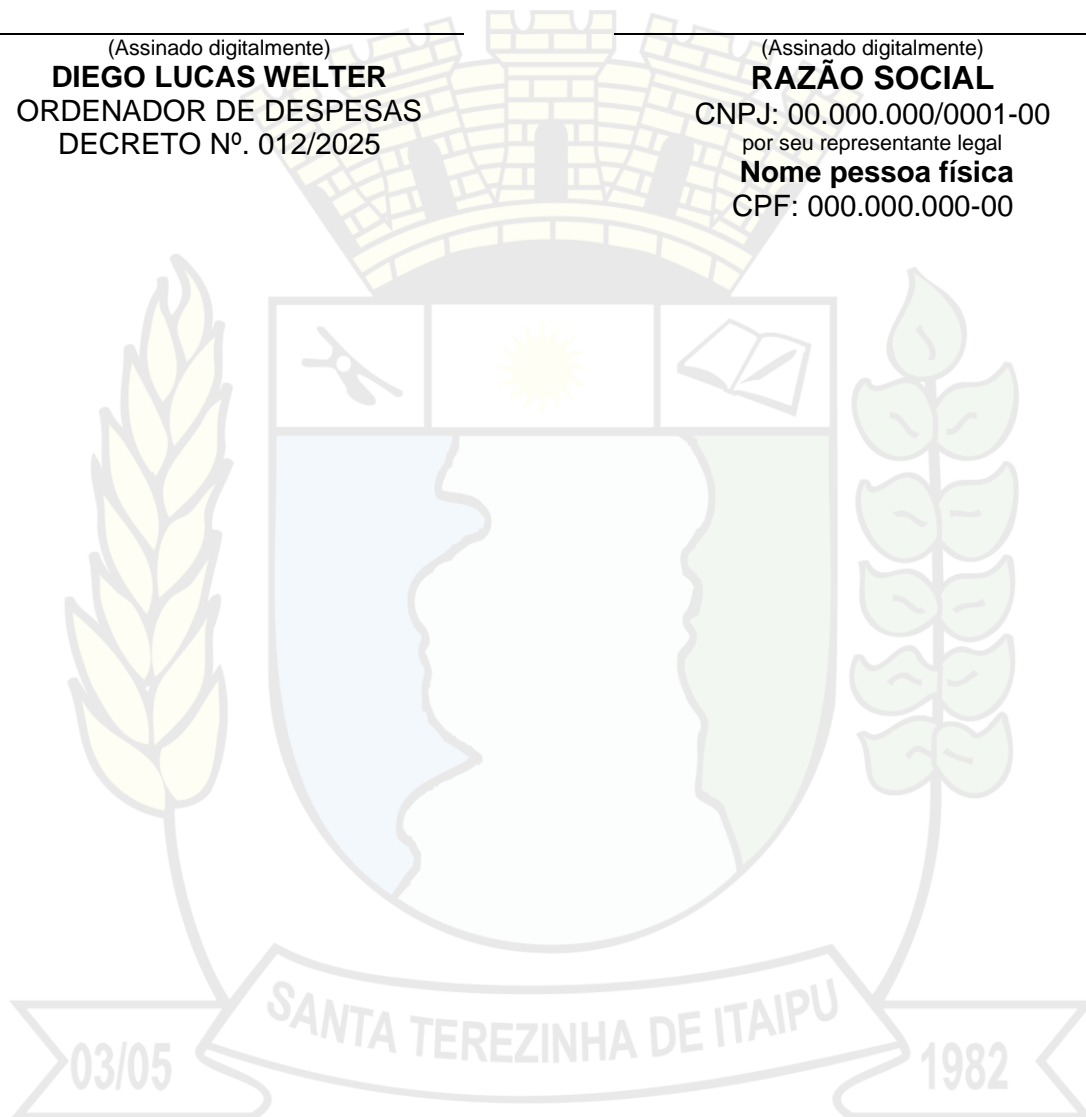 (Assinado digitalmente)
DIEGO LUCAS WELTER
ORDENADOR DE DESPESAS
DECRETO Nº. 012/2025
(Assinado digitalmente)
RAZÃO SOCIAL
CNPJ: 00.000.000/0001-00
por seu representante legal
Nome pessoa física
CPF: 000.000.000-00
03/05
SANTA TEREZINHA DE ITAIPU
1982